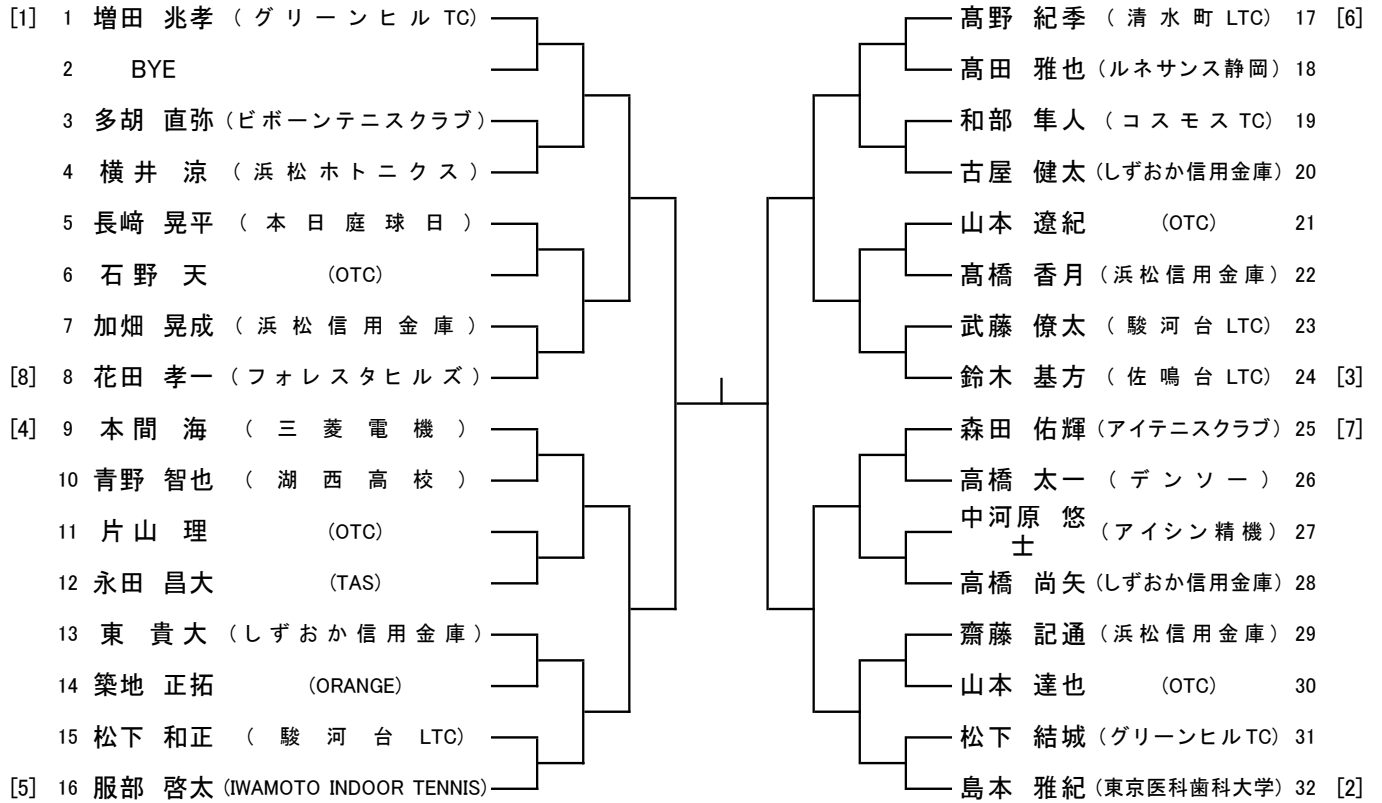 [1] 1 増田 兆孝 (グリーンヒルTC)
2 BYE
3 多胡 直弥 (ビボーンテニスクラブ)
4 横井 涼 (浜松ホトニクス)
5 長﨑 晃平 (本日庭球日)
6 石野 天 (OTC)
7 加畑 晃成 (浜松信用金庫)
[8] 8 花田 孝一 (フォレスタヒルズ)
[4] 9 本間 海 (三菱電機)
10 青野 智也 (湖西高校)
11 片山 理 (OTC)
12 永田 昌大 (TAS)
13 東 貴大 (しずおか信用金庫)
14 築地 正拓 (ORANGE)
15 松下 和正 (駿河台LTC)
[5] 16 服部 啓太 (IWAMOTO INDOOR TENNIS)
髙野 紀季 (清水町LTC) 17 [6]
髙田 雅也 (ルネサンス静岡) 18
和部 隼人 (コスモスTC) 19
古屋 健太 (しずおか信用金庫) 20
山本 遼紀 (OTC) 21
髙橋 香月 (浜松信用金庫) 22
武藤 僚太 (駿河台LTC) 23
鈴木 基方 (佐鳴台LTC) 24 [3]
森田 佑輝 (アイテニスクラブ) 25 [7]
高橋 太一 (デンソー) 26
中河原 悠
士 (アイシン精機) 27
高橋 尚矢 (しずおか信用金庫) 28
齋藤 記通 (浜松信用金庫) 29
山本 達也 (OTC) 30
松下 結城 (グリーンヒルTC) 31
島本 雅紀 (東京医科歯科大学) 32 [2]